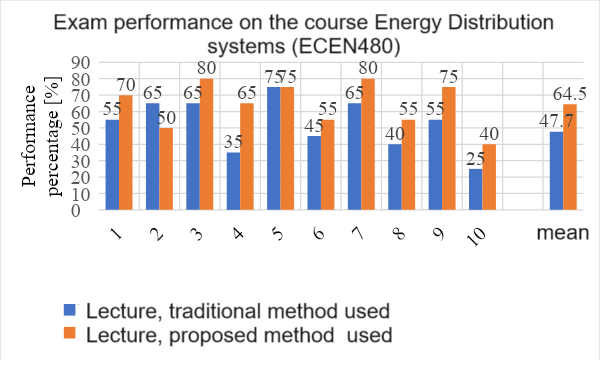 Exam performance on the course Energy Distribution
systems (ECEN480)
Performance
percentage [%]
90
80
70
60
50
40
30
20
10
0
55 70 65 50 65 80 35 65 75 75 45 55 65 80 40 55 55 75 25 40 47.7 64.5
1 2 3 4 5 6 7 8 9 10 mean
Lecture, traditional method used
Lecture, proposed method used